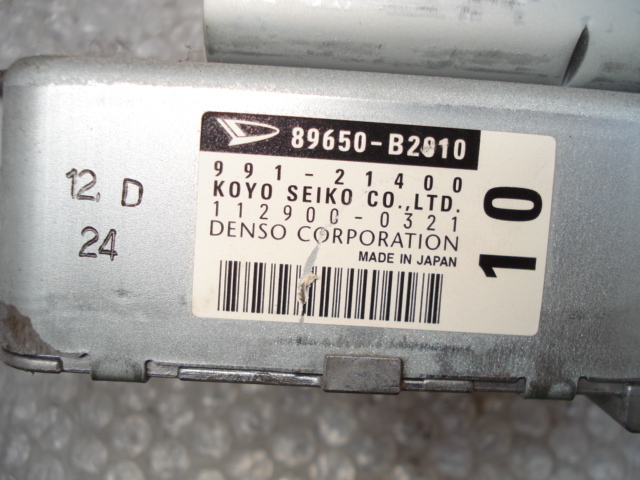 89650-B2010
991-21400
KOYO SEIKO CO.,LTD.
112900-0321
DENSO CORPORATION
MADE IN JAPAN
10
12. D
24